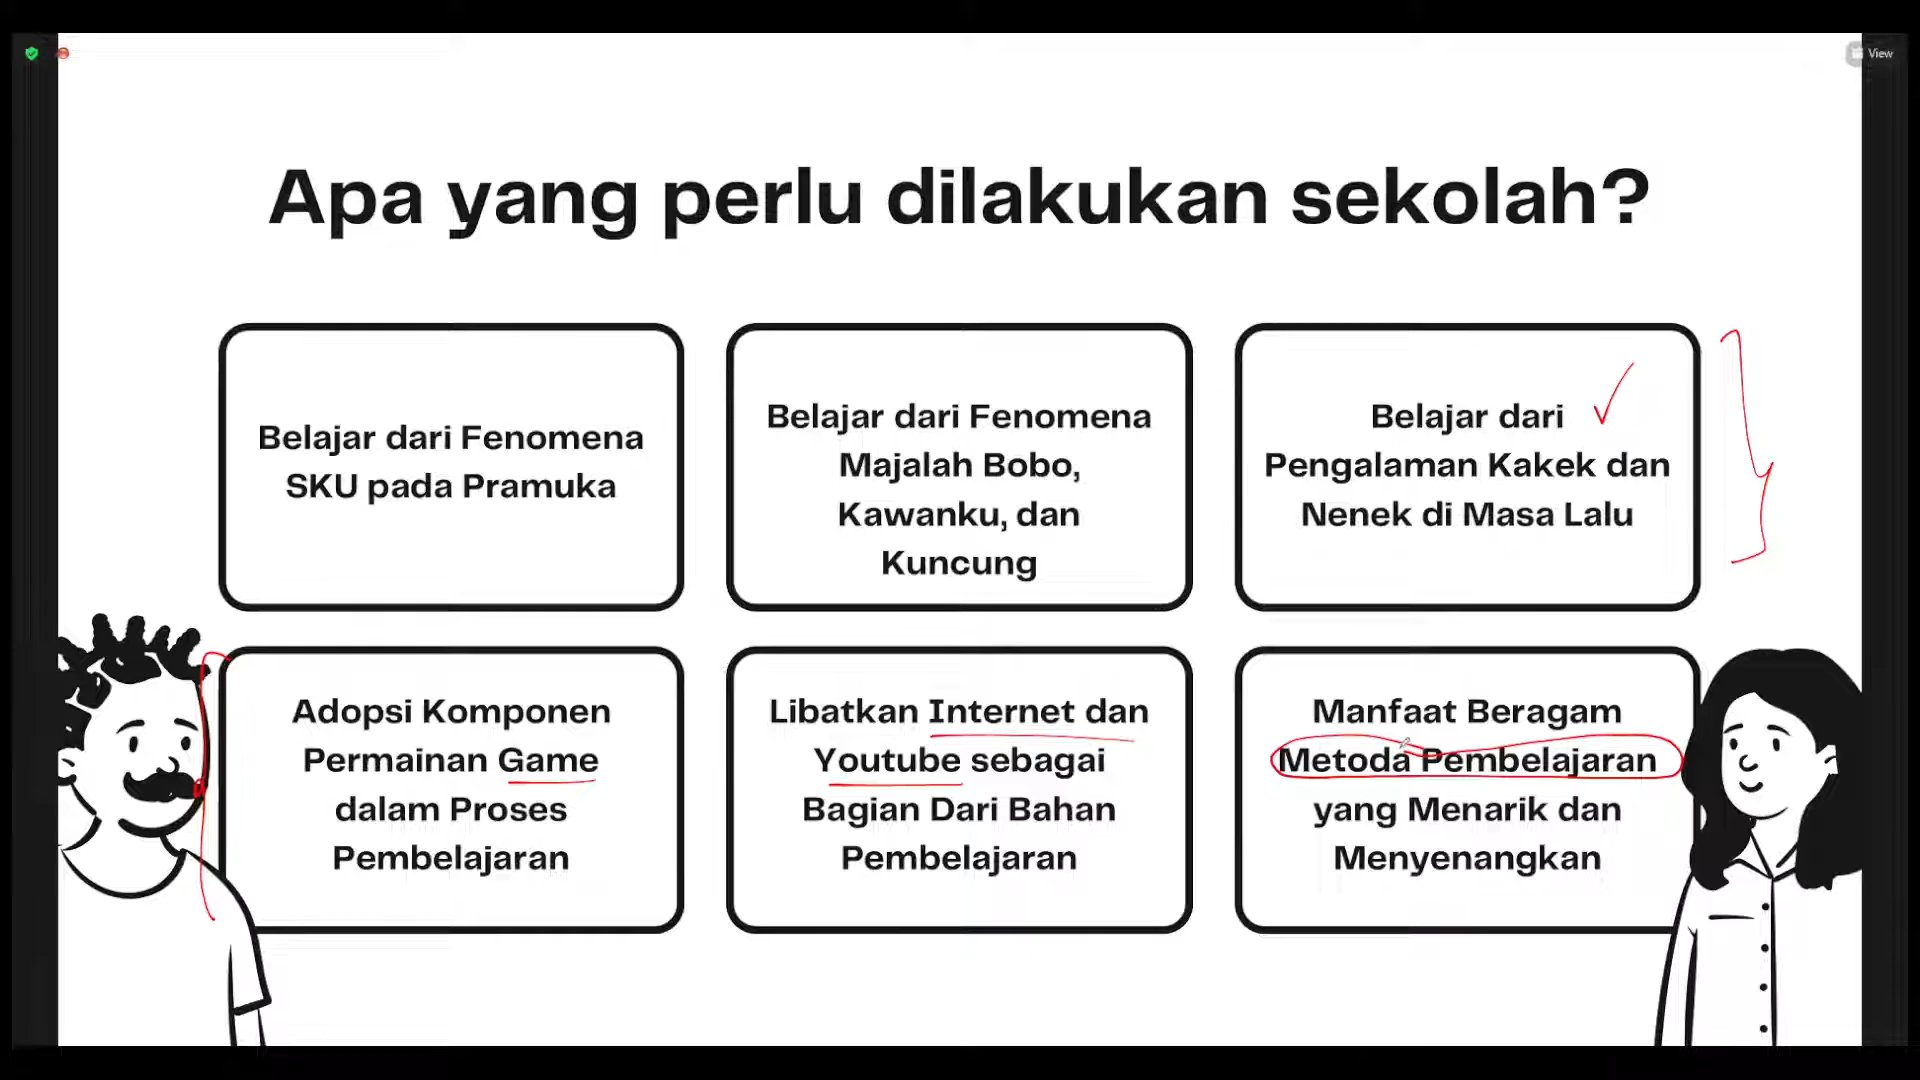 View
Apa yang perlu dilakukan sekolah?
Belajar dari Fenomena
SKU pada Pramuka
Belajar dari Fenomena
Majalah Bobo,
Kawanku, dan
Kuncung
Belajar dari
Pengalaman Kakek dan
Nenek di Masa Lalu
Adopsi Komponen
Permainan Game
dalam Proses
Pembelajaran
Libatkan Internet dan
Youtube sebagai
Bagian Dari Bahan
Pembelajaran
Manfaat Beragam
Metoda Pembelajaran
yang Menarik dan
Menyenangkan